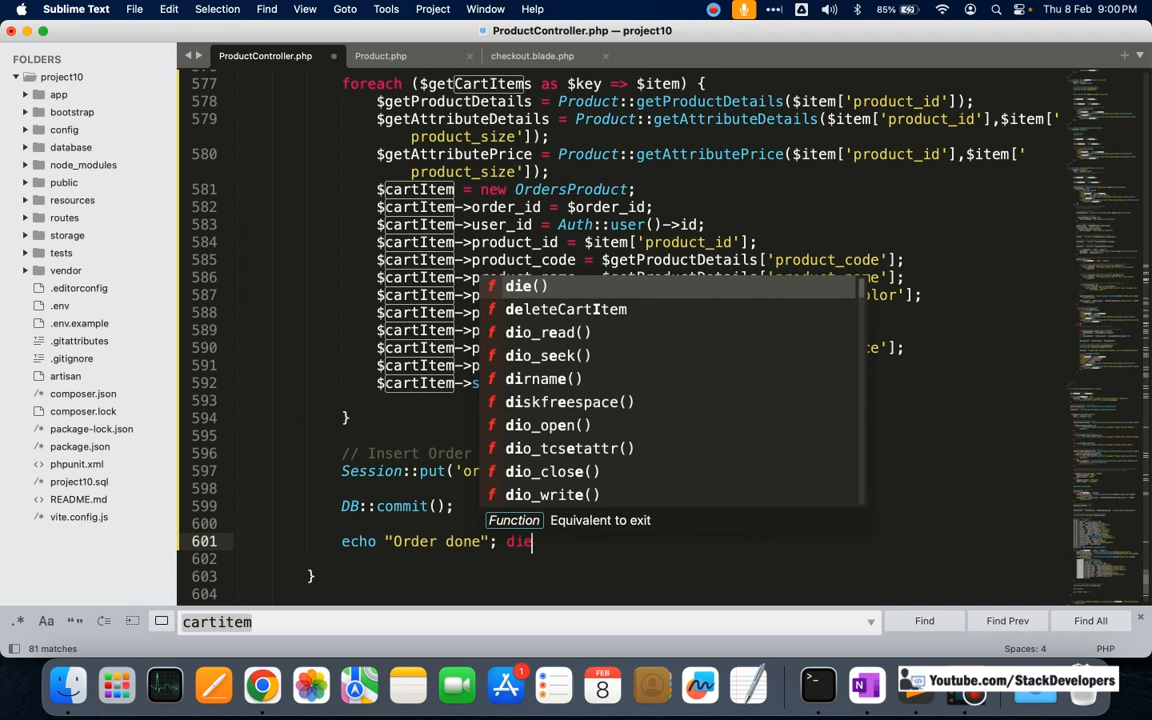 Sublime Text File Edit Selection Find View Goto Tools Project Window Help 85% Thu 8 Feb 9:00PM
ProductController.php — project10
FOLDERS
project10
app
bootstrap
config
database
node_modules
public
resources
routes
storage
tests
vendor
.editorconfig
.env
.env.example
.gitattributes
.gitignore
artisan
composer.json
composer.lock
package-lock.json
package.json
phpunit.xml
project10.sql
README.md
vite.config.js
ProductController.php Product.php checkout.blade.php
577 foreach ($getCartItems as $key => $item) {
578 $getProductDetails = Product::getProductDetails($item['product_id']);
579 $getAttributeDetails = Product::getAttributeDetails($item['product_id'],$item['
product_size']);
580 $getAttributePrice = Product::getAttributePrice($item['product_id'],$item['
product_size']);
581 $cartItem = new OrdersProduct;
582 $cartItem->order_id = $order_id;
583 $cartItem->user_id = Auth::user()->id;
584 $cartItem->product_id = $item['product_id'];
585 $cartItem->product_code = $getProductDetails['product_code'];
586 $cartItem->p
587 $cartItem->p olor'];
588 $cartItem->p
589 $cartItem->p
590 $cartItem->p ce'];
591 $cartItem->p
592 $cartItem->s
593
594 }
595
596 // Insert Order
597 Session::put('or
598
599 DB::commit();
600
601 echo "Order done"; die
602
603 }
604
f die()
f deleteCartItem
f dio_read()
f dio_seek()
f dirname()
f diskfreespace()
f dio_open()
f dio_tcsetattr()
f dio_close()
f dio_write()
Function Equivalent to exit
.* Aa “” cartitem Find Find Prev Find All
81 matches Spaces: 4 PHP
1
FEB
8
Youtube.com/StackDevelopers